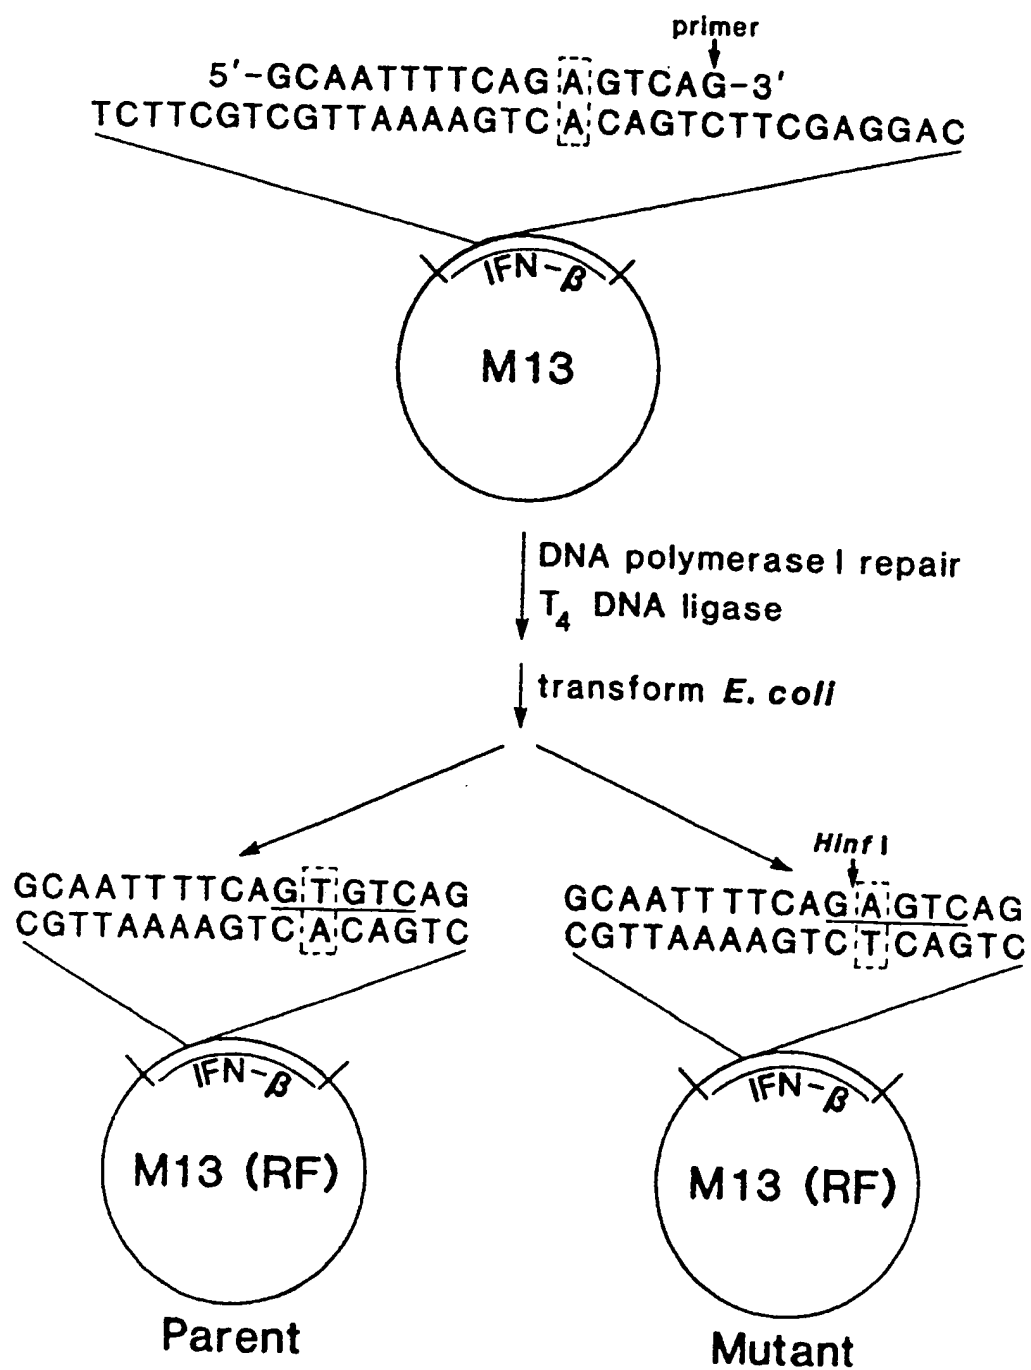 primer
5'-GCAATTTTCAGAGTCAG-3'
TCTTCGTCGTTAAAAGTCACAGTCTTCGAGGAC
IFN-β
M13
DNA polymerase I repair
T4 DNA ligase
transform E. coli
Hinf I
GCAATTTTCAGTGTCAG
CGTTAAAAGTCACAGTC
GCAATTTTCAGAGTCAG
CGTTAAAAGTCTCAGTC
IFN-β
M13 (RF)
Parent
IFN-β
M13 (RF)
Mutant